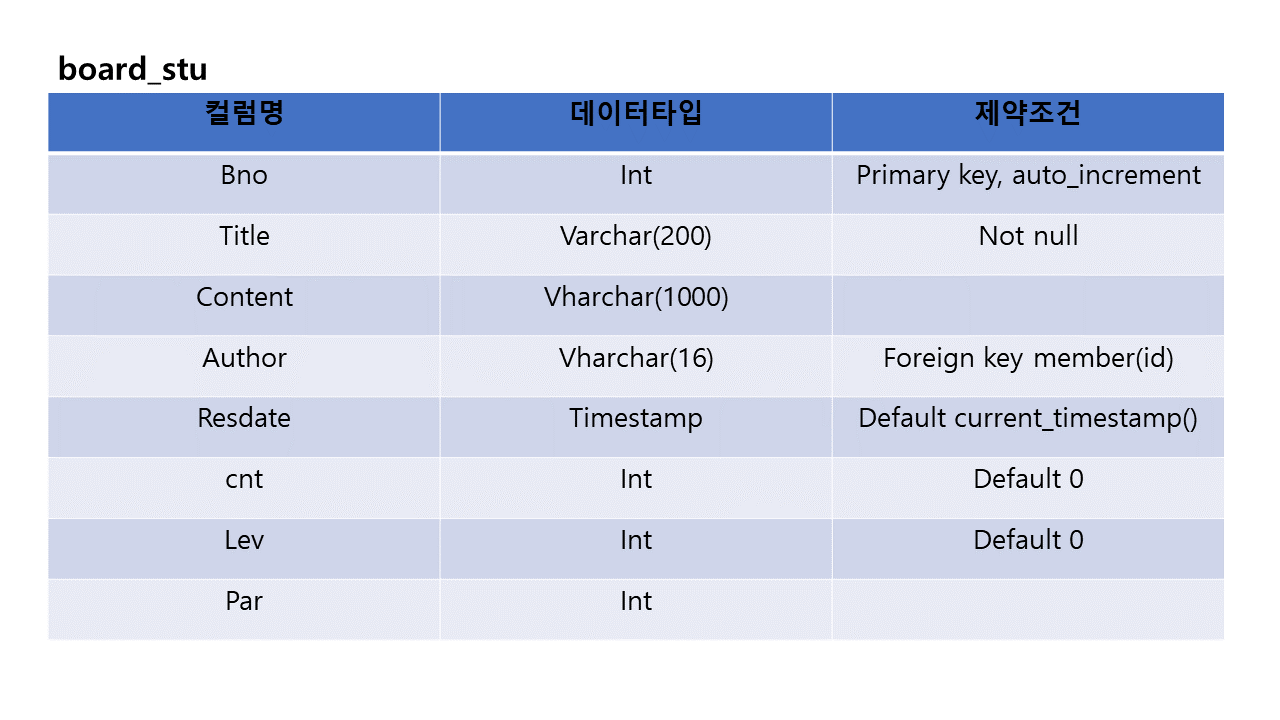 board_stu
컬럼명 데이터타입 제약조건
Bno Int Primary key, auto_increment
Title Varchar(200) Not null
Content Vharchar(1000)
Author Vharchar(16) Foreign key member(id)
Resdate Timestamp Default current_timestamp()
cnt Int Default 0
Lev Int Default 0
Par Int